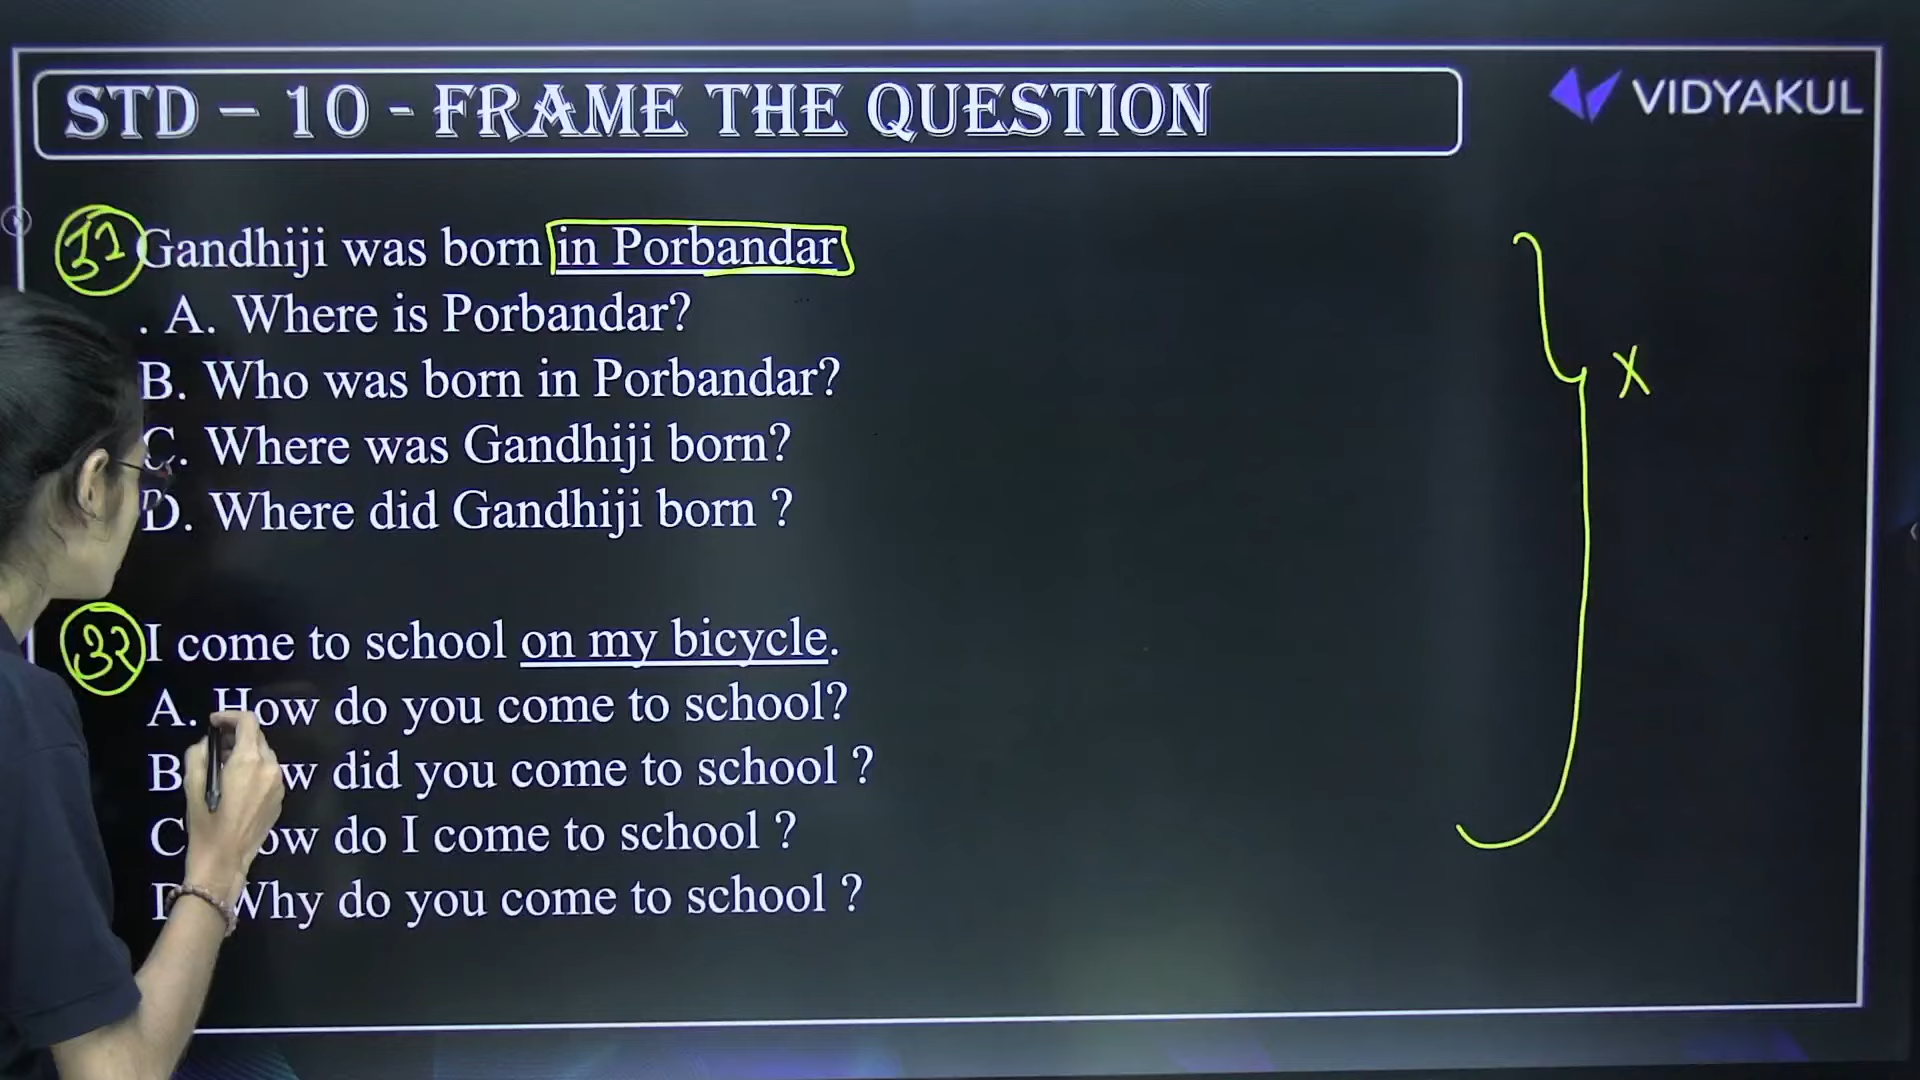 STD – 10 - FRAME THE QUESTION
VIDYAKUL
Gandhiji was born in Porbandar
. A. Where is Porbandar?
B. Who was born in Porbandar?
C. Where was Gandhiji born?
D. Where did Gandhiji born ?
X
૩૨ I come to school on my bicycle.
A. How do you come to school?
B did you come to school ?
C do I come to school ?
Why do you come to school ?